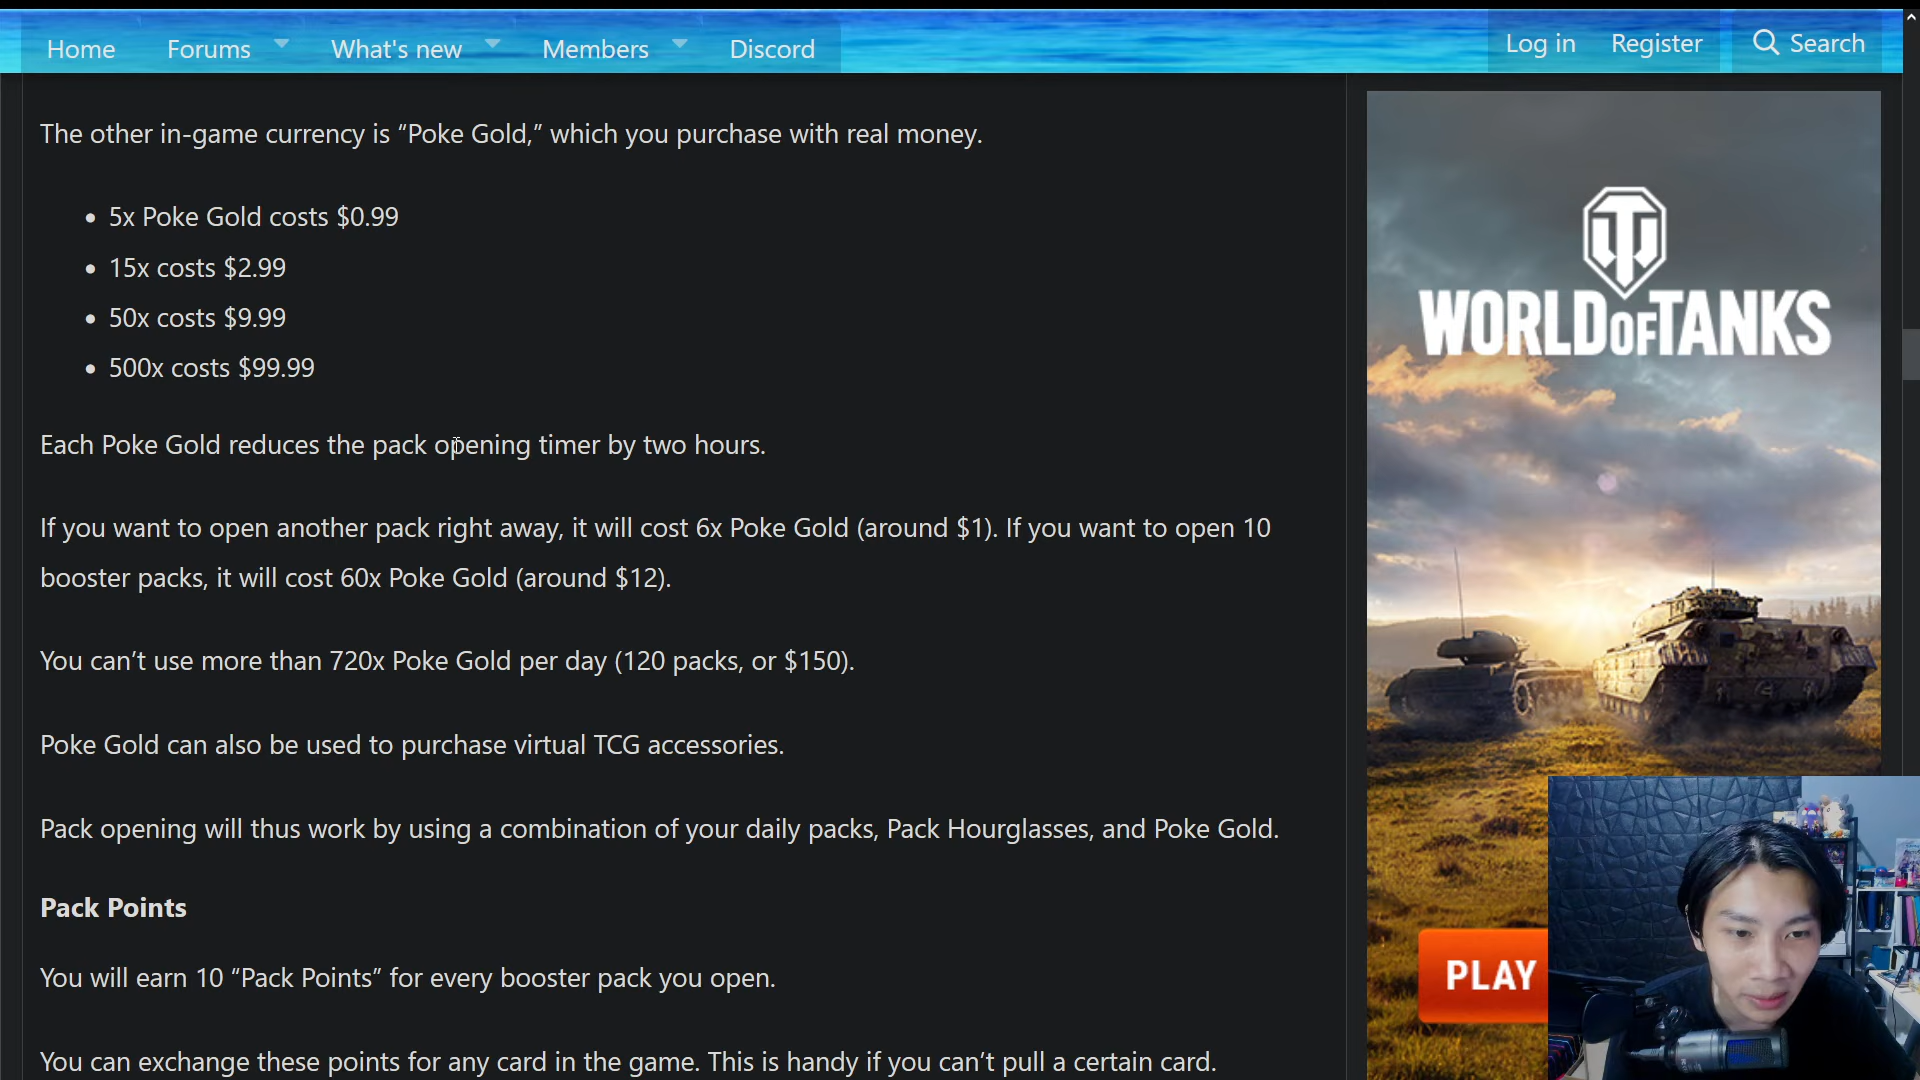 Home
Forums
What's new
Members
Discord
Log in
Register
Search
The other in-game currency is “Poke Gold,” which you purchase with real money.
• 5x Poke Gold costs $0.99
• 15x costs $2.99
• 50x costs $9.99
• 500x costs $99.99
Each Poke Gold reduces the pack opening timer by two hours.
If you want to open another pack right away, it will cost 6x Poke Gold (around $1). If you want to open 10
booster packs, it will cost 60x Poke Gold (around $12).
You can’t use more than 720x Poke Gold per day (120 packs, or $150).
Poke Gold can also be used to purchase virtual TCG accessories.
Pack opening will thus work by using a combination of your daily packs, Pack Hourglasses, and Poke Gold.
Pack Points
You will earn 10 “Pack Points” for every booster pack you open.
You can exchange these points for any card in the game. This is handy if you can’t pull a certain card.
WORLD OF TANKS
PLAY